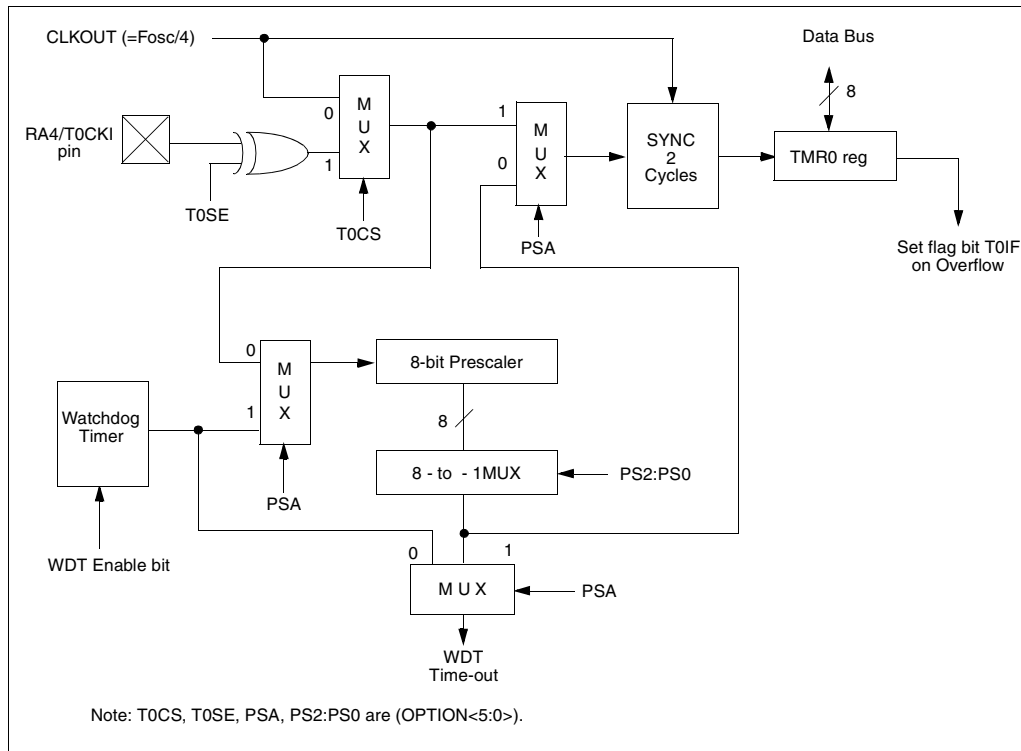 CLKOUT (=Fosc/4)
Data Bus
8
RA4/T0CKI
pin
T0SE
0
1
M
U
X
T0CS
1
0
M
U
X
PSA
SYNC
2
Cycles
TMR0 reg
Set flag bit T0IF
on Overflow
0
1
M
U
X
PSA
8-bit Prescaler
8
Watchdog
Timer
WDT Enable bit
8 - to - 1MUX
PS2:PS0
0
1
M U X
PSA
WDT
Time-out
Note: T0CS, T0SE, PSA, PS2:PS0 are (OPTION<5:0>).